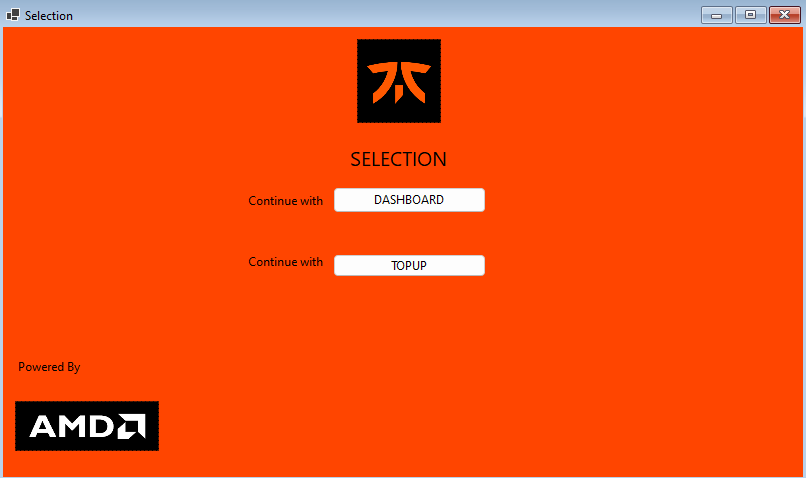 Selection
SELECTION
Continue with DASHBOARD
Continue with TOPUP
Powered By
AMD